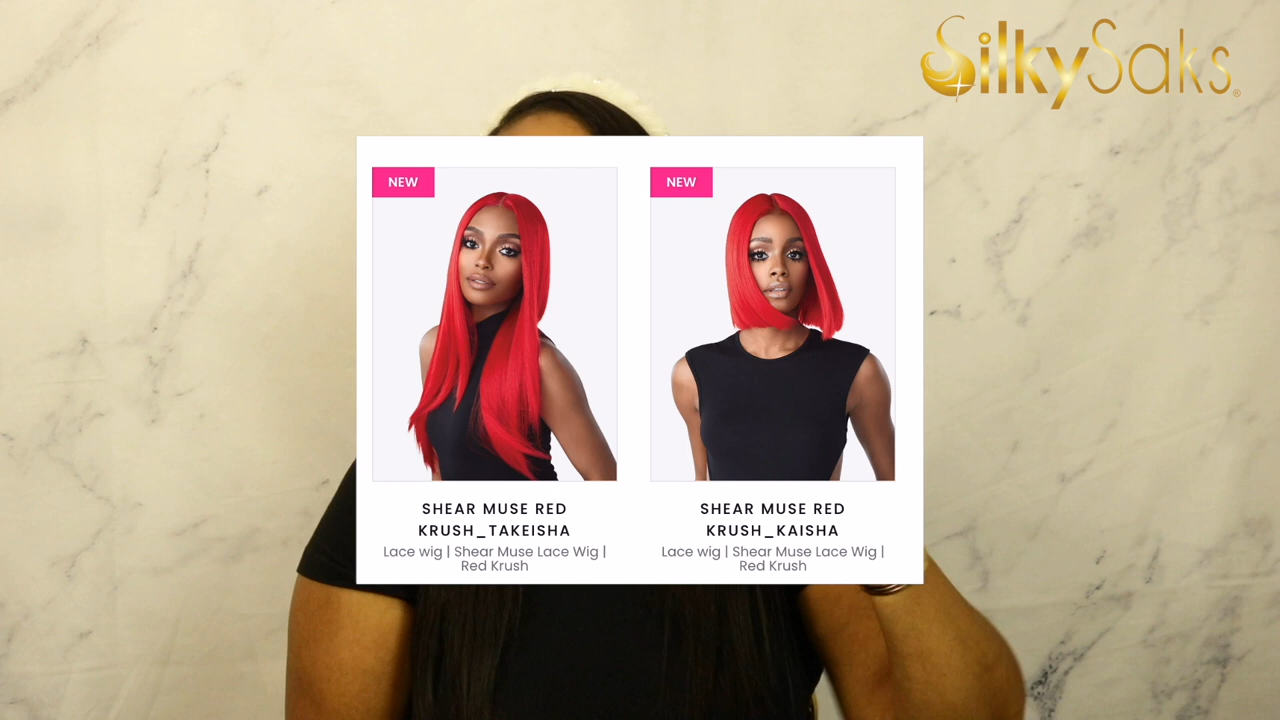 SilkySaks®
NEW
SHEAR MUSE RED
KRUSH_TAKEISHA
Lace wig | Shear Muse Lace Wig |
Red Krush
NEW
SHEAR MUSE RED
KRUSH_KAISHA
Lace wig | Shear Muse Lace Wig |
Red Krush